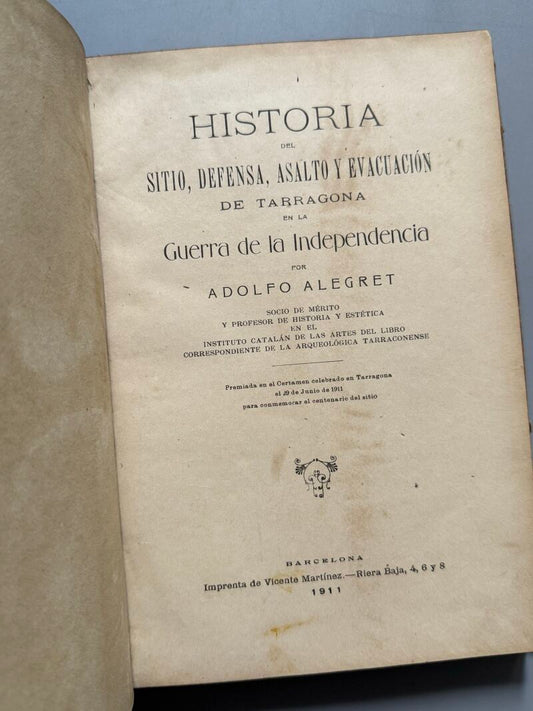 HISTORIA
DEL
SITIO, DEFENSA, ASALTO Y EVACUACIÓN
DE TARRAGONA
EN LA
Guerra de la Independencia
POR
ADOLFO ALEGRET
SOCIO DE MÉRITO
Y PROFESOR DE HISTORIA Y ESTÉTICA
EN EL
INSTITUTO CATALÁN DE LAS ARTES DEL LIBRO
CORRESPONDIENTE DE LA ARQUEOLÓGICA TARRACONENSE
Premiada en el Certamen celebrado en Tarragona
el 29 de Junio de 1911
para conmemorar el centenario del sitio
BARCELONA
Imprenta de Vicente Martínez.—Riera Baja, 4, 6 y 8
1911